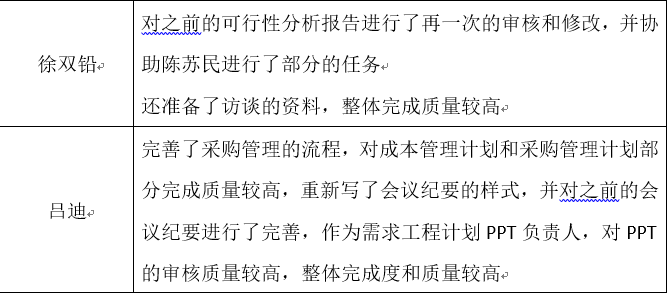 徐双铅
对之前的可行性分析报告进行了再一次的审核和修改，并协
助陈苏民进行了部分的任务
还准备了访谈的资料，整体完成质量较高
吕迪
完善了采购管理的流程，对成本管理计划和采购管理计划部
分完成质量较高，重新写了会议纪要的样式，并对之前的会
议纪要进行了完善，作为需求工程计划 PPT 负责人，对 PPT
的审核质量较高，整体完成度和质量较高